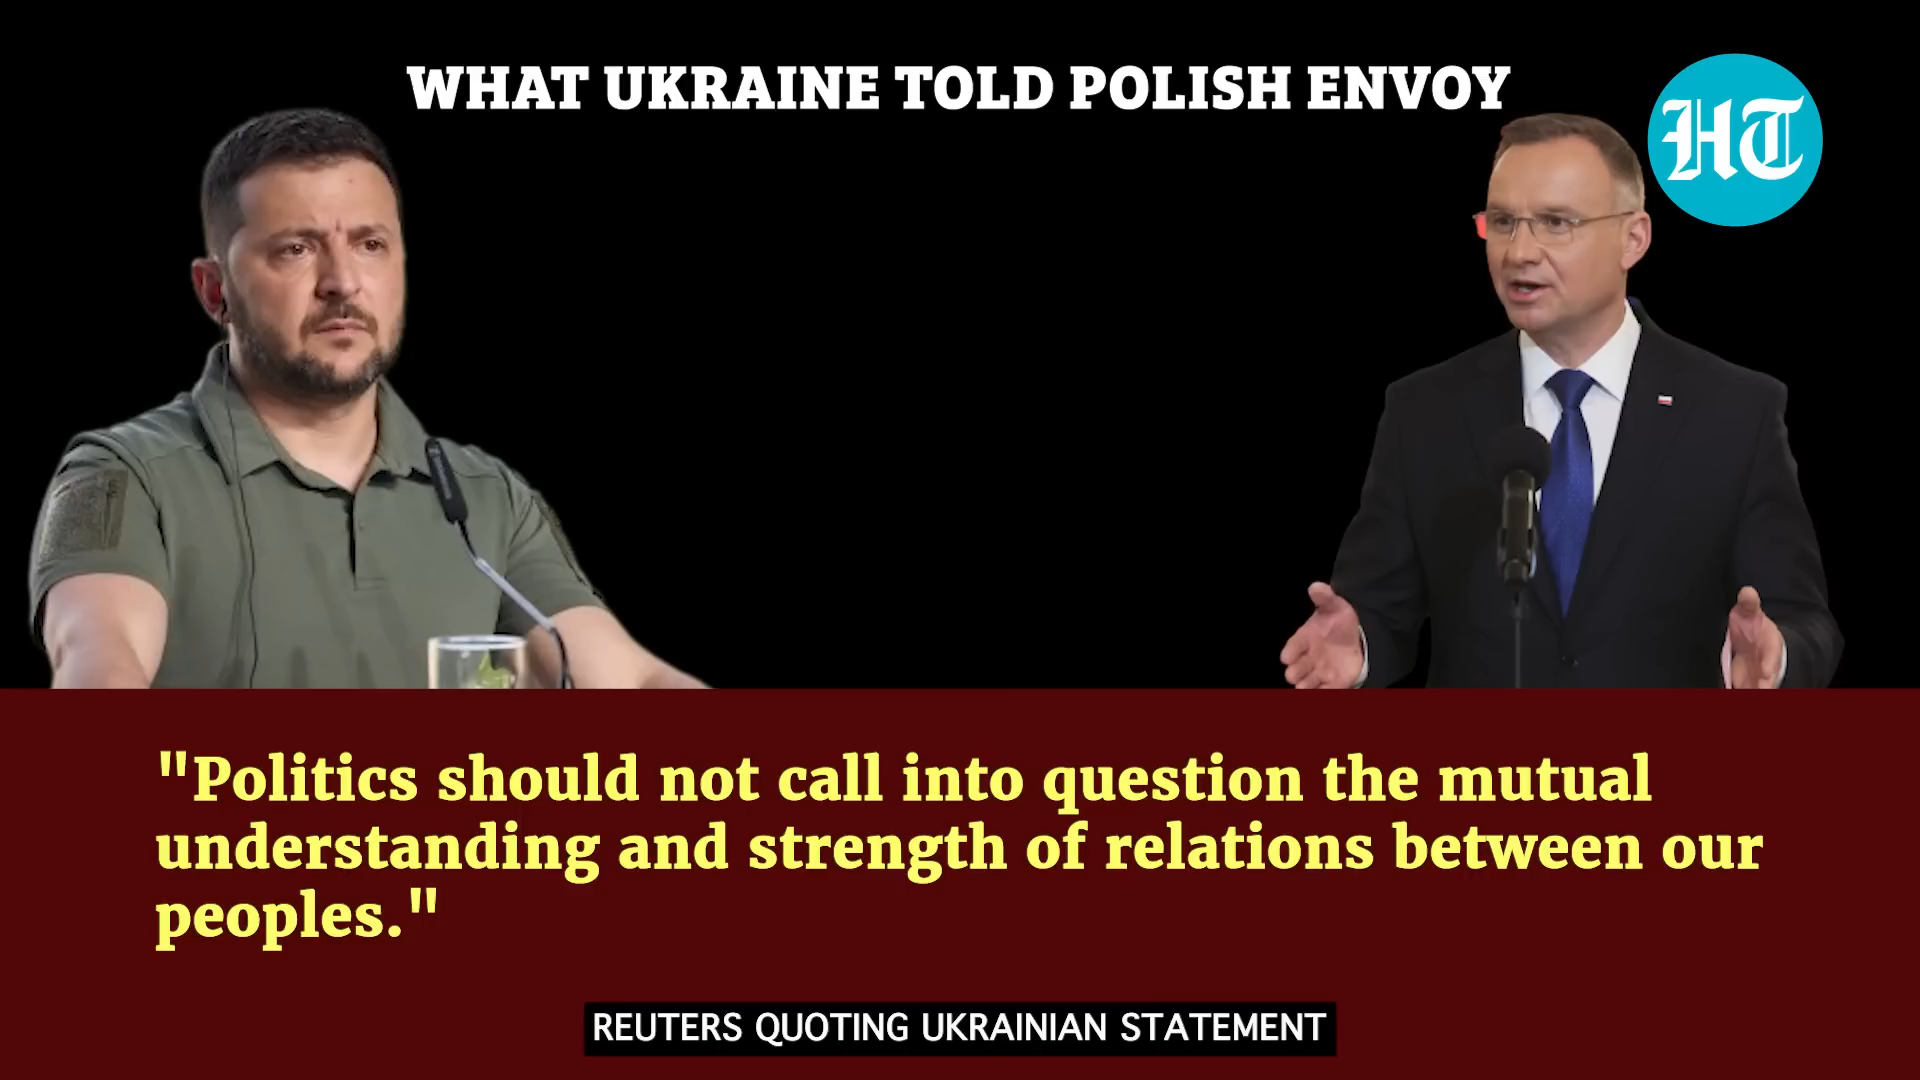 WHAT UKRAINE TOLD POLISH ENVOY
HT
"Politics should not call into question the mutual
understanding and strength of relations between our
peoples."
REUTERS QUOTING UKRAINIAN STATEMENT